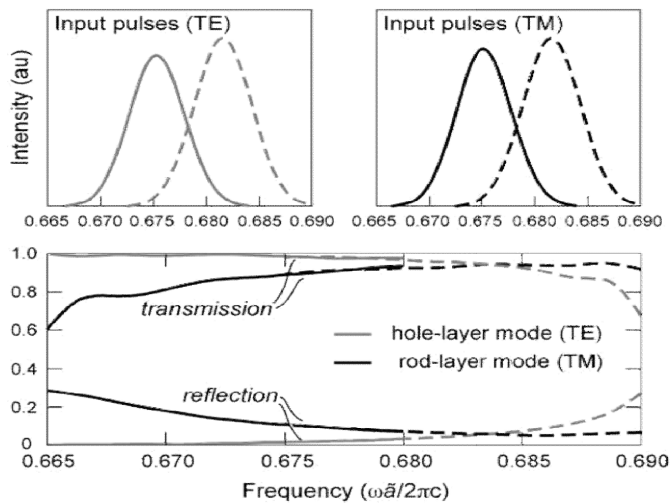 Input pulses (TE)
Input pulses (TM)
Intensity (au)
0.665 0.670 0.675 0.680 0.685 0.690
0.665 0.670 0.675 0.680 0.685 0.690
1.0
0.8
0.6
0.4
0.2
0
transmission
hole-layer mode (TE)
rod-layer mode (TM)
reflection
0.665 0.670 0.675 0.680 0.685 0.690
Frequency (ωã/2πc)